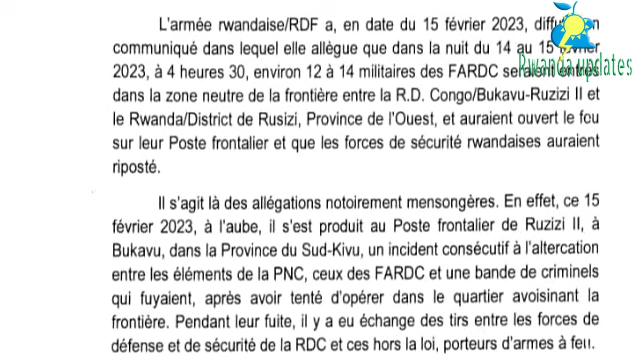 L'armée rwandaise/RDF a, en date du 15 février 2023,
communiqué dans lequel elle allègue que dans la nuit du 14 au 15 février
2023, à 4 heures 30, environ 12 à 14 militaires des FARDC seraient entrés
dans la zone neutre de la frontière entre la R.D. Congo/Bukavu-Ruzizi II et
le Rwanda/District de Rusizi, Province de l'Ouest, et auraient ouvert le feu
sur leur Poste frontalier et que les forces de sécurité rwandaises auraient
riposté.
Il s'agit là des allégations notoirement mensongères. En effet, ce 15
février 2023, à l'aube, il s'est produit au Poste frontalier de Ruzizi II, à
Bukavu, dans la Province du Sud-Kivu, un incident consécutif à l'altercation
entre les éléments de la PNC, ceux des FARDC et une bande de criminels
qui fuyaient, après avoir tenté d'opérer dans le quartier avoisinant la
frontière. Pendant leur fuite, il y a eu échange des tirs entre les forces de
défense et de sécurité de la RDC et ces hors la loi, porteurs d'armes à feu.
Rwanda updates